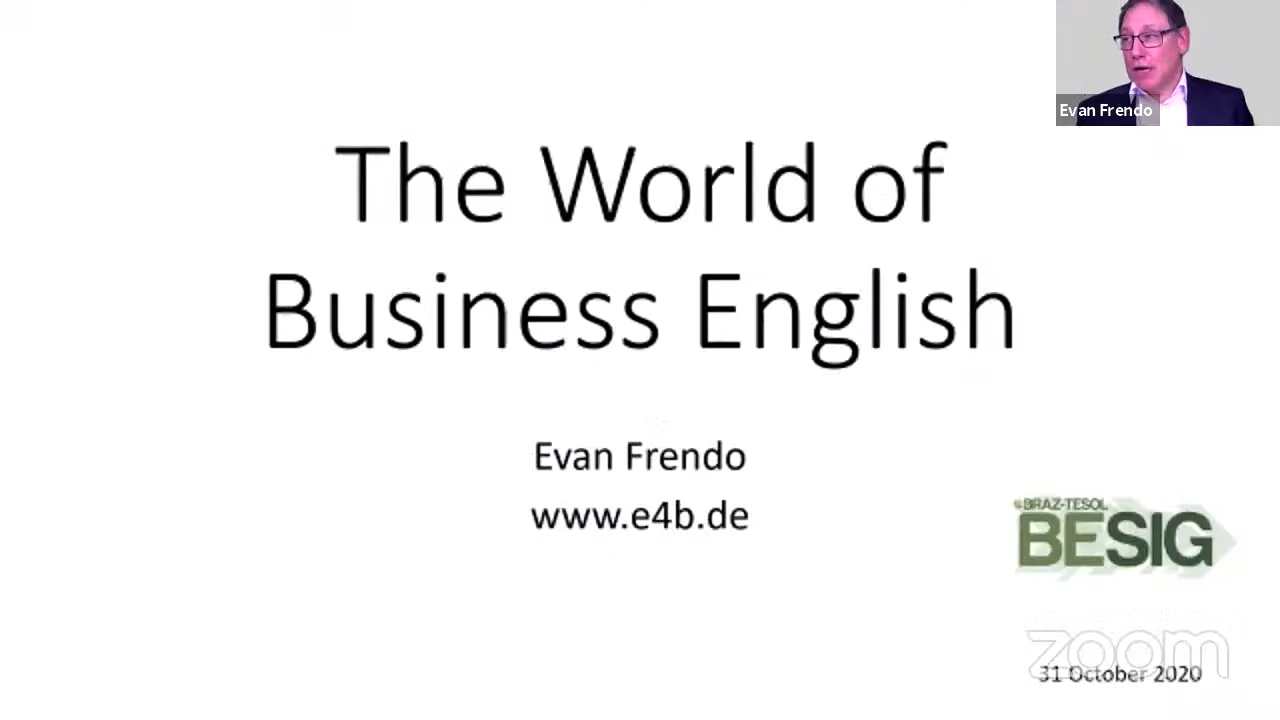 Evan Frendo
The World of
Business English
Evan Frendo
www.e4b.de
BRAZ-TESOL
BESIG
zoom
31 October 2020